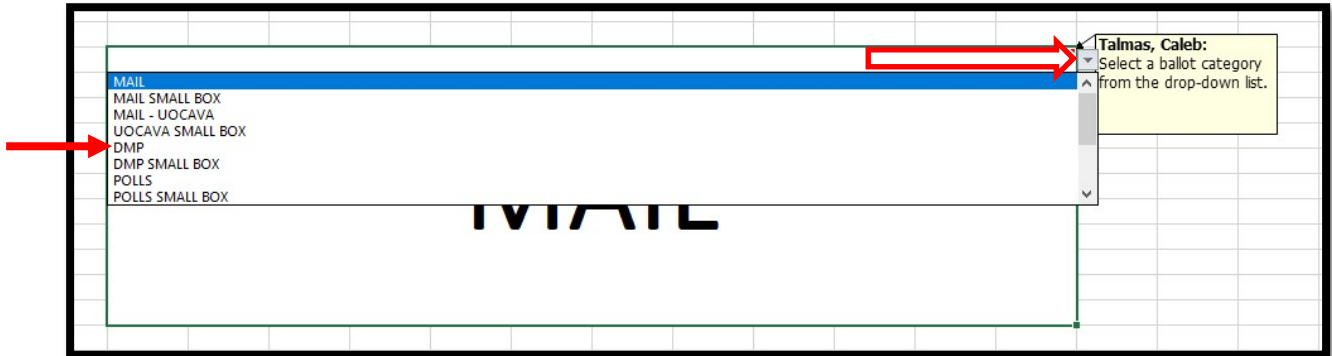 Talmas, Caleb:
Select a ballot category
from the drop-down list.
MAIL
MAIL SMALL BOX
MAIL - UOCAVA
UOCAVA SMALL BOX
DMP
DMP SMALL BOX
POLLS
POLLS SMALL BOX
MAIL